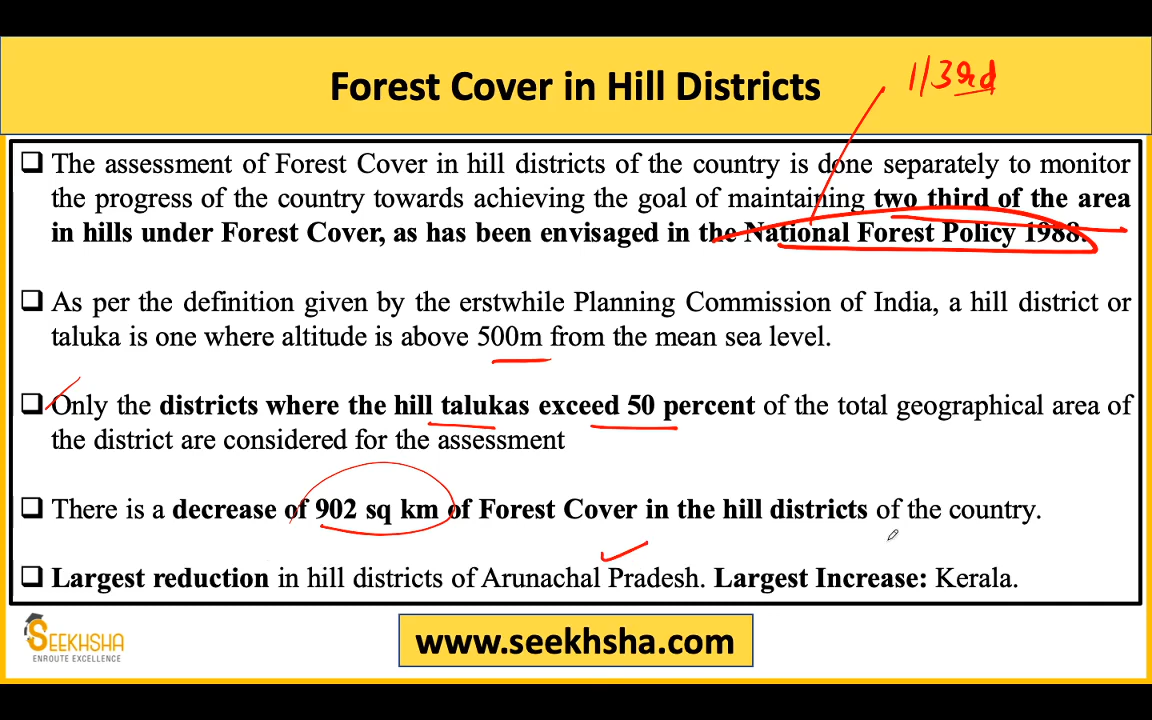 Forest Cover in Hill Districts
1/3rd
❑ The assessment of Forest Cover in hill districts of the country is done separately to monitor
the progress of the country towards achieving the goal of maintaining two third of the area
in hills under Forest Cover, as has been envisaged in the National Forest Policy 1988.
❑ As per the definition given by the erstwhile Planning Commission of India, a hill district or
taluka is one where altitude is above 500m from the mean sea level.
❑ Only the districts where the hill talukas exceed 50 percent of the total geographical area of
the district are considered for the assessment
❑ There is a decrease of 902 sq km of Forest Cover in the hill districts of the country.
❑ Largest reduction in hill districts of Arunachal Pradesh. Largest Increase: Kerala.
SEEKHSHA
ENROUTE EXCELLENCE
www.seekhsha.com